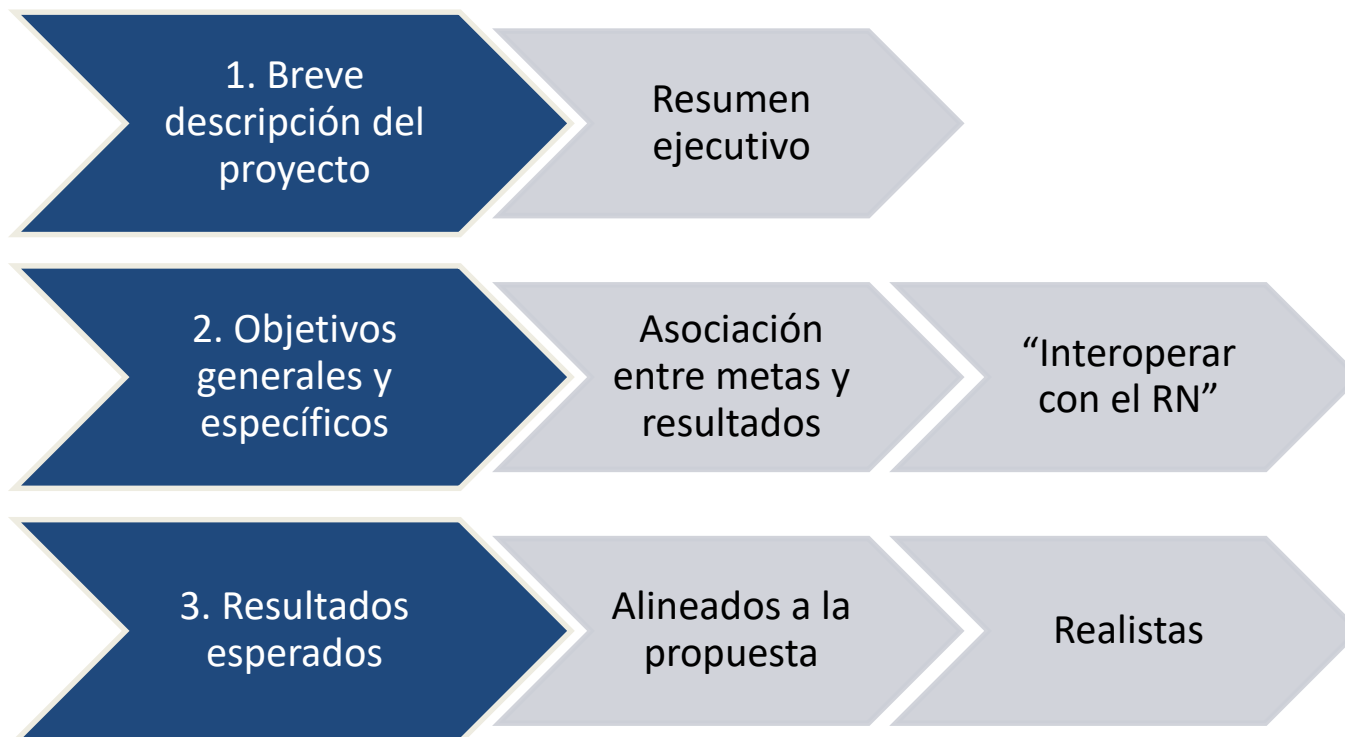 1. Breve
descripción del
proyecto
Resumen
ejecutivo
2. Objetivos
generales y
específicos
Asociación
entre metas y
resultados
“Interoperar
con el RN”
3. Resultados
esperados
Alineados a la
propuesta
Realistas